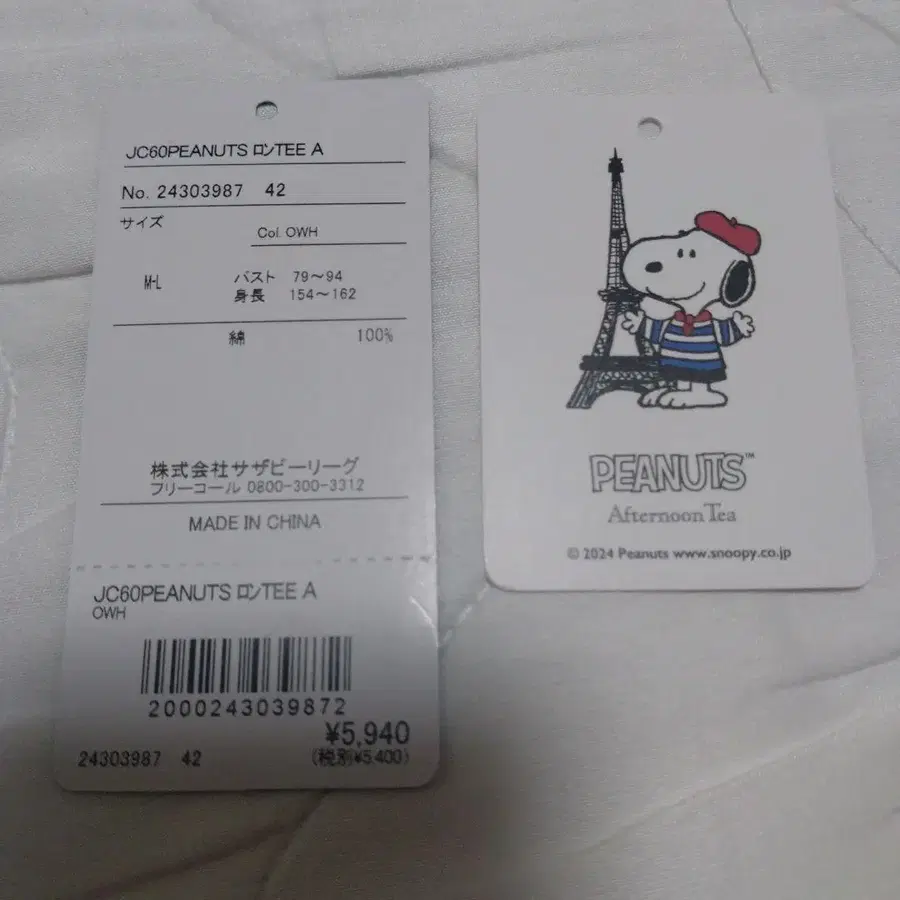 JC60PEANUTS ロンTEE A
No. 24303987 42
サイズ
Col. OWH
M-L バスト 79～94
身長 154～162
綿 100%
株式会社サザビーリーグ
フリーコール 0800-300-3312
MADE IN CHINA
JC60PEANUTS ロンTEE A
OWH
2000243039872
¥5,940
24303987 42 (税別¥5,400)
PEANUTS™
Afternoon Tea
© 2024 Peanuts www.snoopy.co.jp